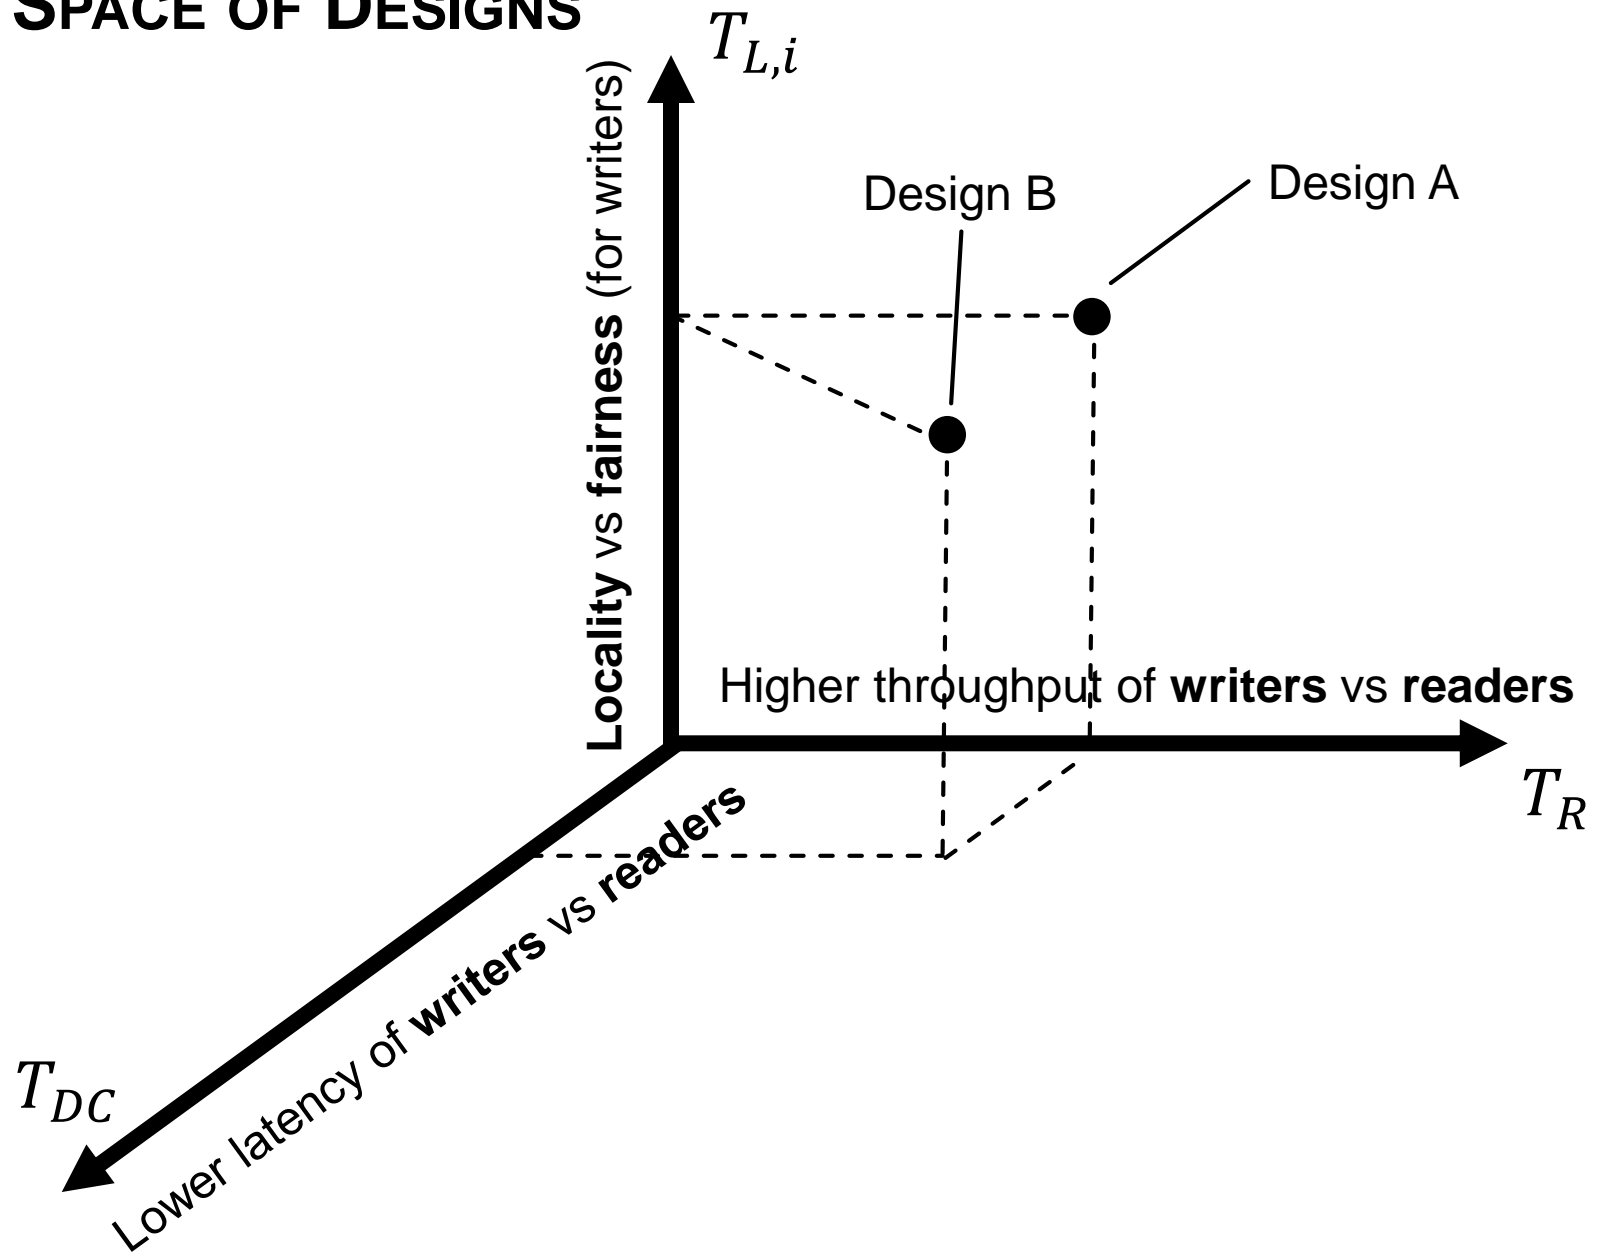 SPACE OF DESIGNS
T_{L,i}
Locality vs fairness (for writers)
Design B
Design A
Higher throughput of writers vs readers
T_R
Lower latency of writers vs readers
T_{DC}